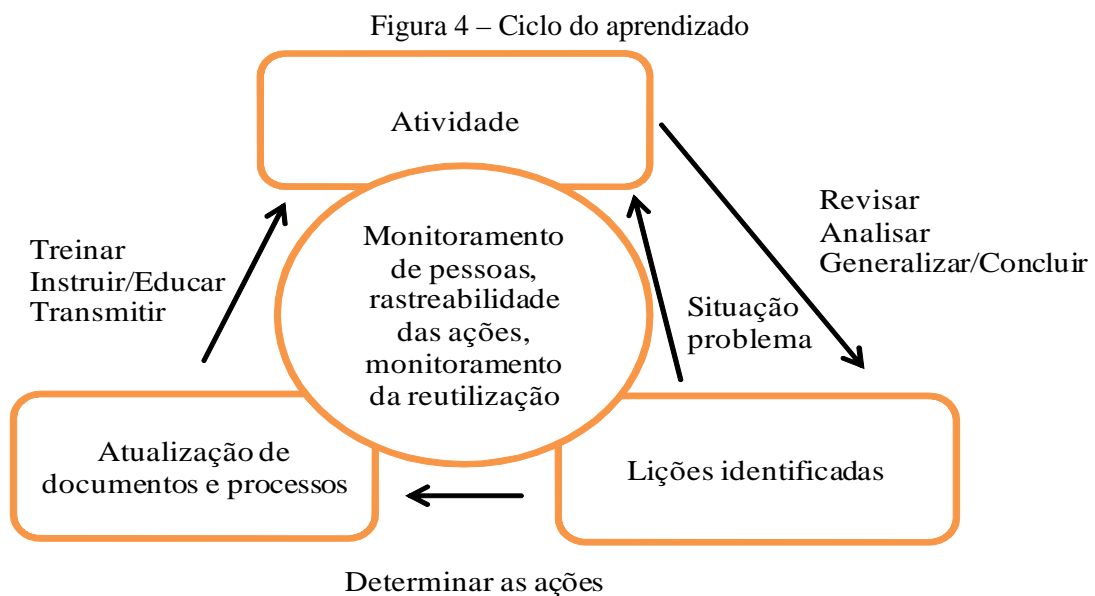 Figura 4 – Ciclo do aprendizado
Atividade
Revisar
Analisar
Generalizar/Concluir
Treinar
Instruir/Educar
Transmitir
Monitoramento
de pessoas,
rastreabilidade
das ações,
monitoramento
da reutilização
Situação
problema
Atualização de
documentos e processos
Lições identificadas
Determinar as ações